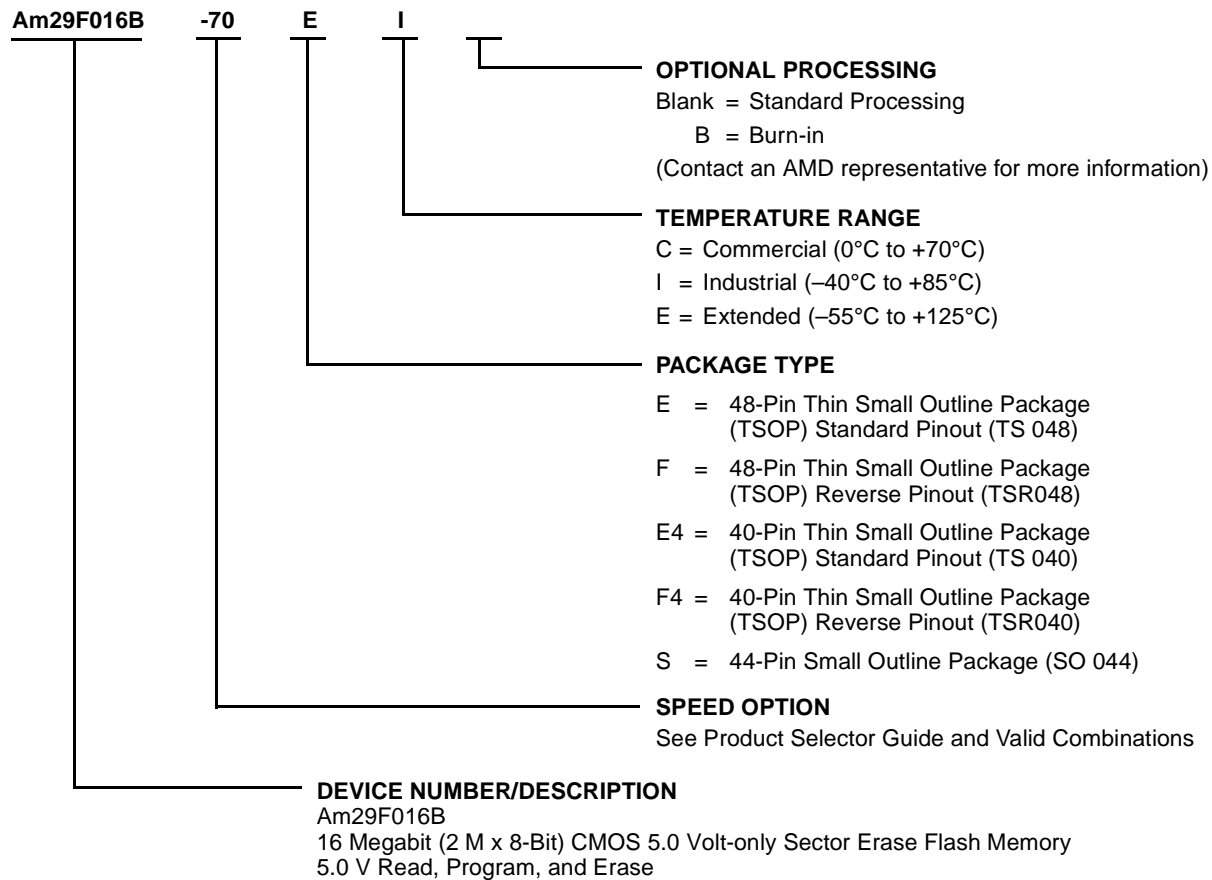 Am29F016B -70 E I
OPTIONAL PROCESSING
Blank = Standard Processing
B = Burn-in
(Contact an AMD representative for more information)
TEMPERATURE RANGE
C = Commercial (0°C to +70°C)
I = Industrial (–40°C to +85°C)
E = Extended (–55°C to +125°C)
PACKAGE TYPE
E = 48-Pin Thin Small Outline Package
(TSOP) Standard Pinout (TS 048)
F = 48-Pin Thin Small Outline Package
(TSOP) Reverse Pinout (TSR048)
E4 = 40-Pin Thin Small Outline Package
(TSOP) Standard Pinout (TS 040)
F4 = 40-Pin Thin Small Outline Package
(TSOP) Reverse Pinout (TSR040)
S = 44-Pin Small Outline Package (SO 044)
SPEED OPTION
See Product Selector Guide and Valid Combinations
DEVICE NUMBER/DESCRIPTION
Am29F016B
16 Megabit (2 M x 8-Bit) CMOS 5.0 Volt-only Sector Erase Flash Memory
5.0 V Read, Program, and Erase